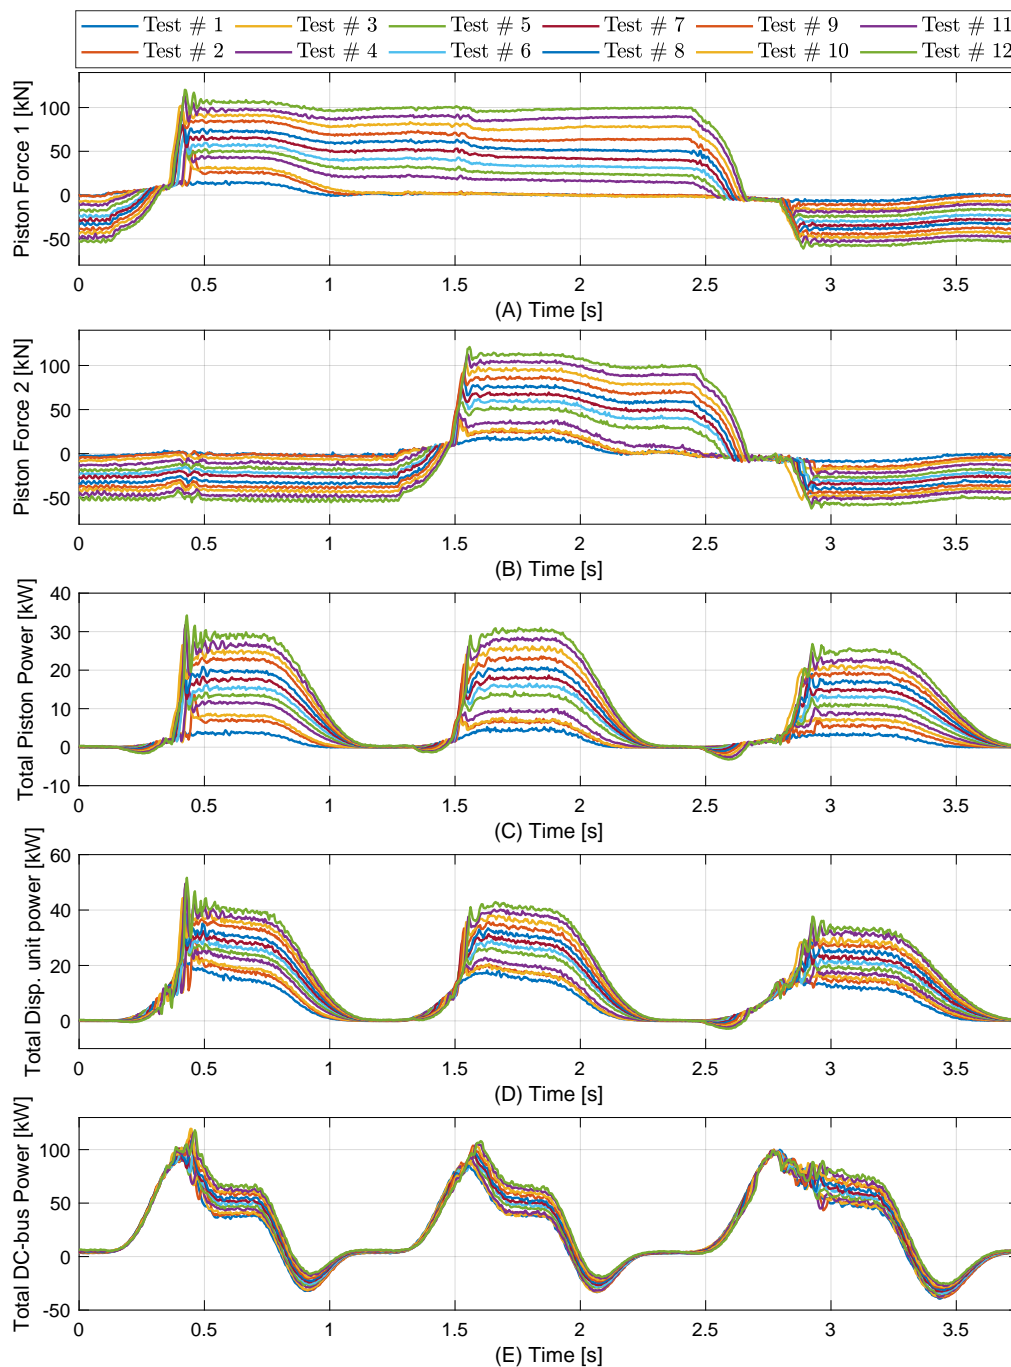 Test # 1 Test # 3 Test # 5 Test # 7 Test # 9 Test # 11
Test # 2 Test # 4 Test # 6 Test # 8 Test # 10 Test # 12
Piston Force 1 [kN]
100
50
0
-50
0 0.5 1 1.5 2 2.5 3 3.5
(A) Time [s]
Piston Force 2 [kN]
100
50
0
-50
0 0.5 1 1.5 2 2.5 3 3.5
(B) Time [s]
Total Piston Power [kW]
40
30
20
10
0
-10
0 0.5 1 1.5 2 2.5 3 3.5
(C) Time [s]
Total Disp. unit power [kW]
60
40
20
0
0 0.5 1 1.5 2 2.5 3 3.5
(D) Time [s]
Total DC-bus Power [kW]
100
50
0
-50
0 0.5 1 1.5 2 2.5 3 3.5
(E) Time [s]